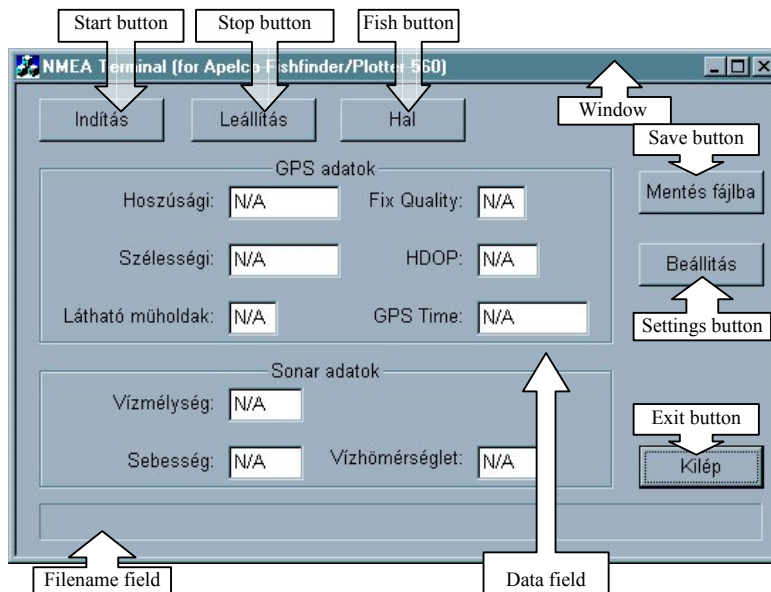 Start button
Stop button
Fish button
NMEA Terminal (for Apelco Fishfinder/Plotter 560)
Window
Indítás
Leállítás
Hal
Save button
Mentés fájlba
GPS adatok
Hoszúsági: N/A
Fix Quality: N/A
Szélességi: N/A
HDOP: N/A
Beállitás
Látható müholdak: N/A
GPS Time: N/A
Settings button
Sonar adatok
Vízmélység: N/A
Exit button
Sebesség: N/A
Vízhömérséglet: N/A
Kilép
Filename field
Data field